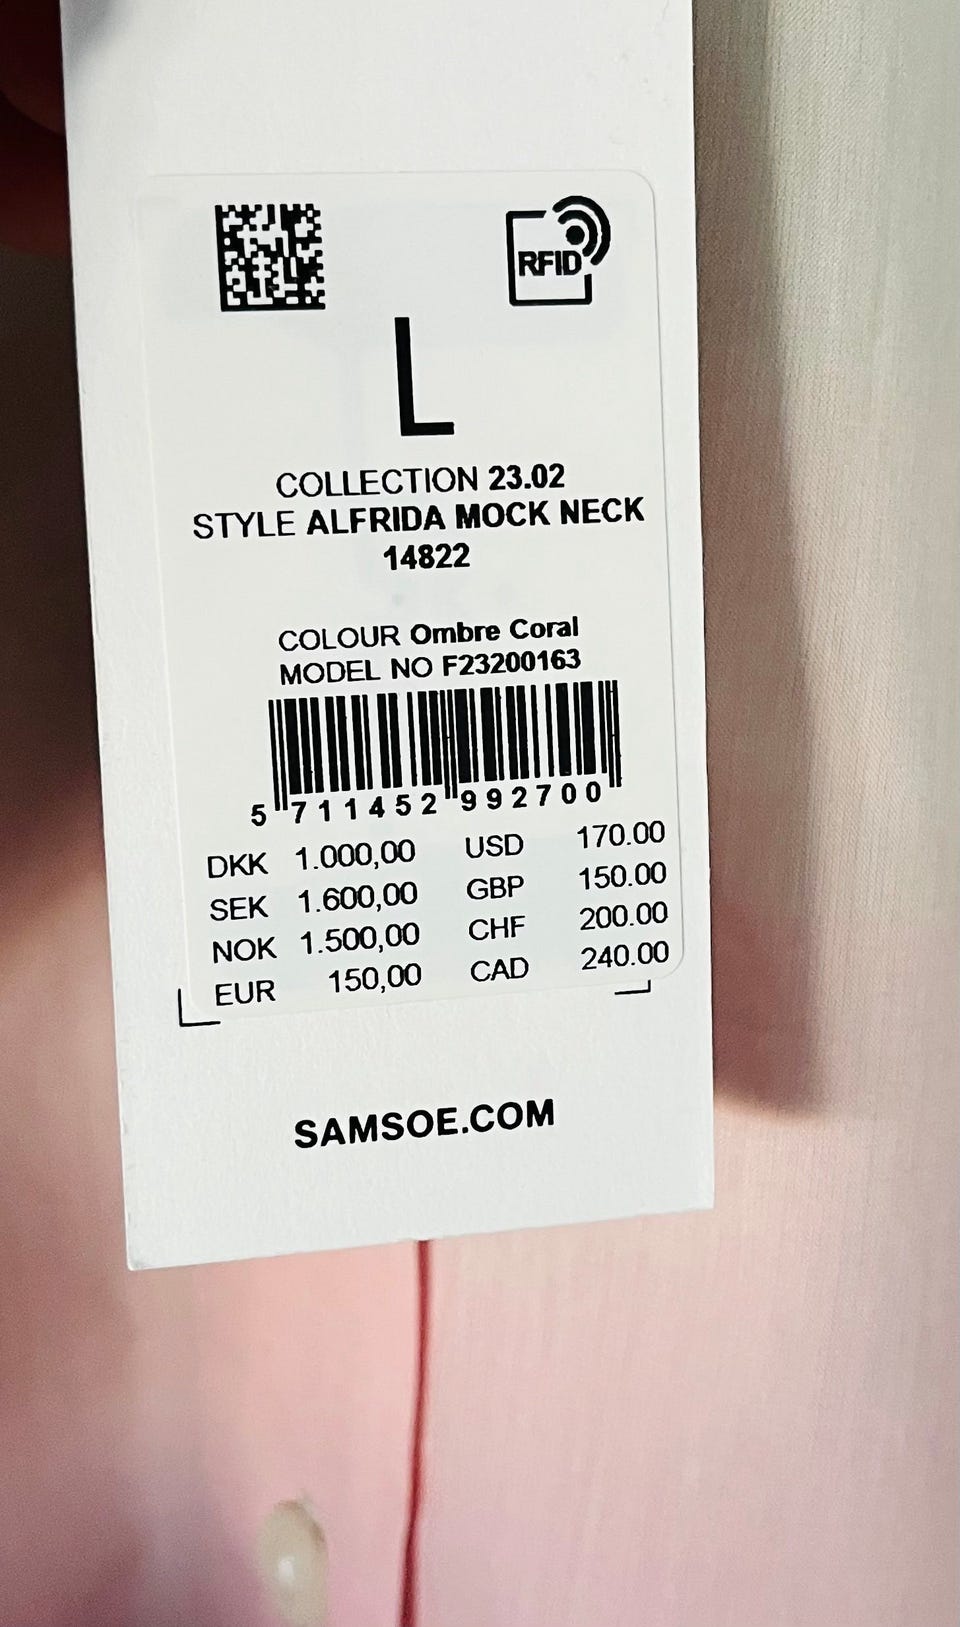 RFID
L
COLLECTION 23.02
STYLE ALFRIDA MOCK NECK
14822
COLOUR Ombre Coral
MODEL NO F23200163
5 711452 992700
DKK 1.000,00 USD 170.00
SEK 1.600,00 GBP 150.00
NOK 1.500,00 CHF 200.00
EUR 150,00 CAD 240.00
SAMSOE.COM